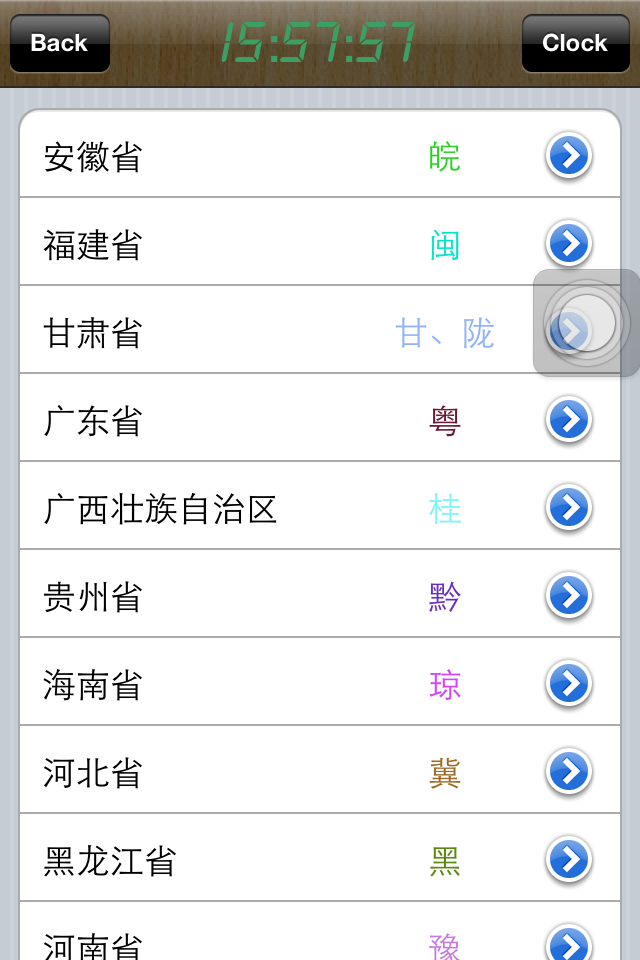 Back 15:57:57 Clock
安徽省 皖
福建省 闽
甘肃省 甘、陇
广东省 粤
广西壮族自治区 桂
贵州省 黔
海南省 琼
河北省 冀
黑龙江省 黑
河南省 豫